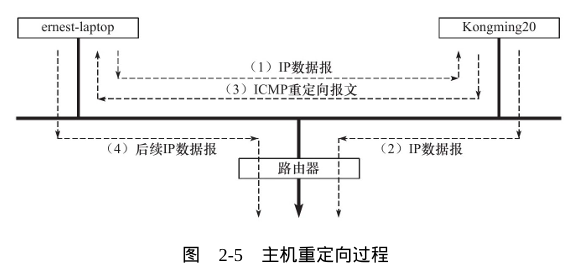 ernest-laptop
Kongming20
（1）IP数据报
（3）ICMP重定向报文
（4）后续IP数据报
（2）IP数据报
路由器
图 2-5 主机重定向过程